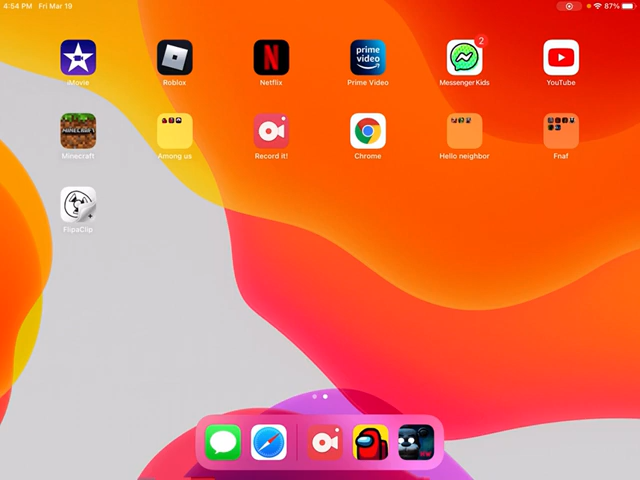 4:54 PM Fri Mar 19
87%
iMovie
Roblox
Netflix
prime
video
Prime Video
2
Messenger Kids
YouTube
MINECRAFT
Minecraft
Among us
Record it!
Chrome
Hello neighbor
Fnaf
FlipaClip